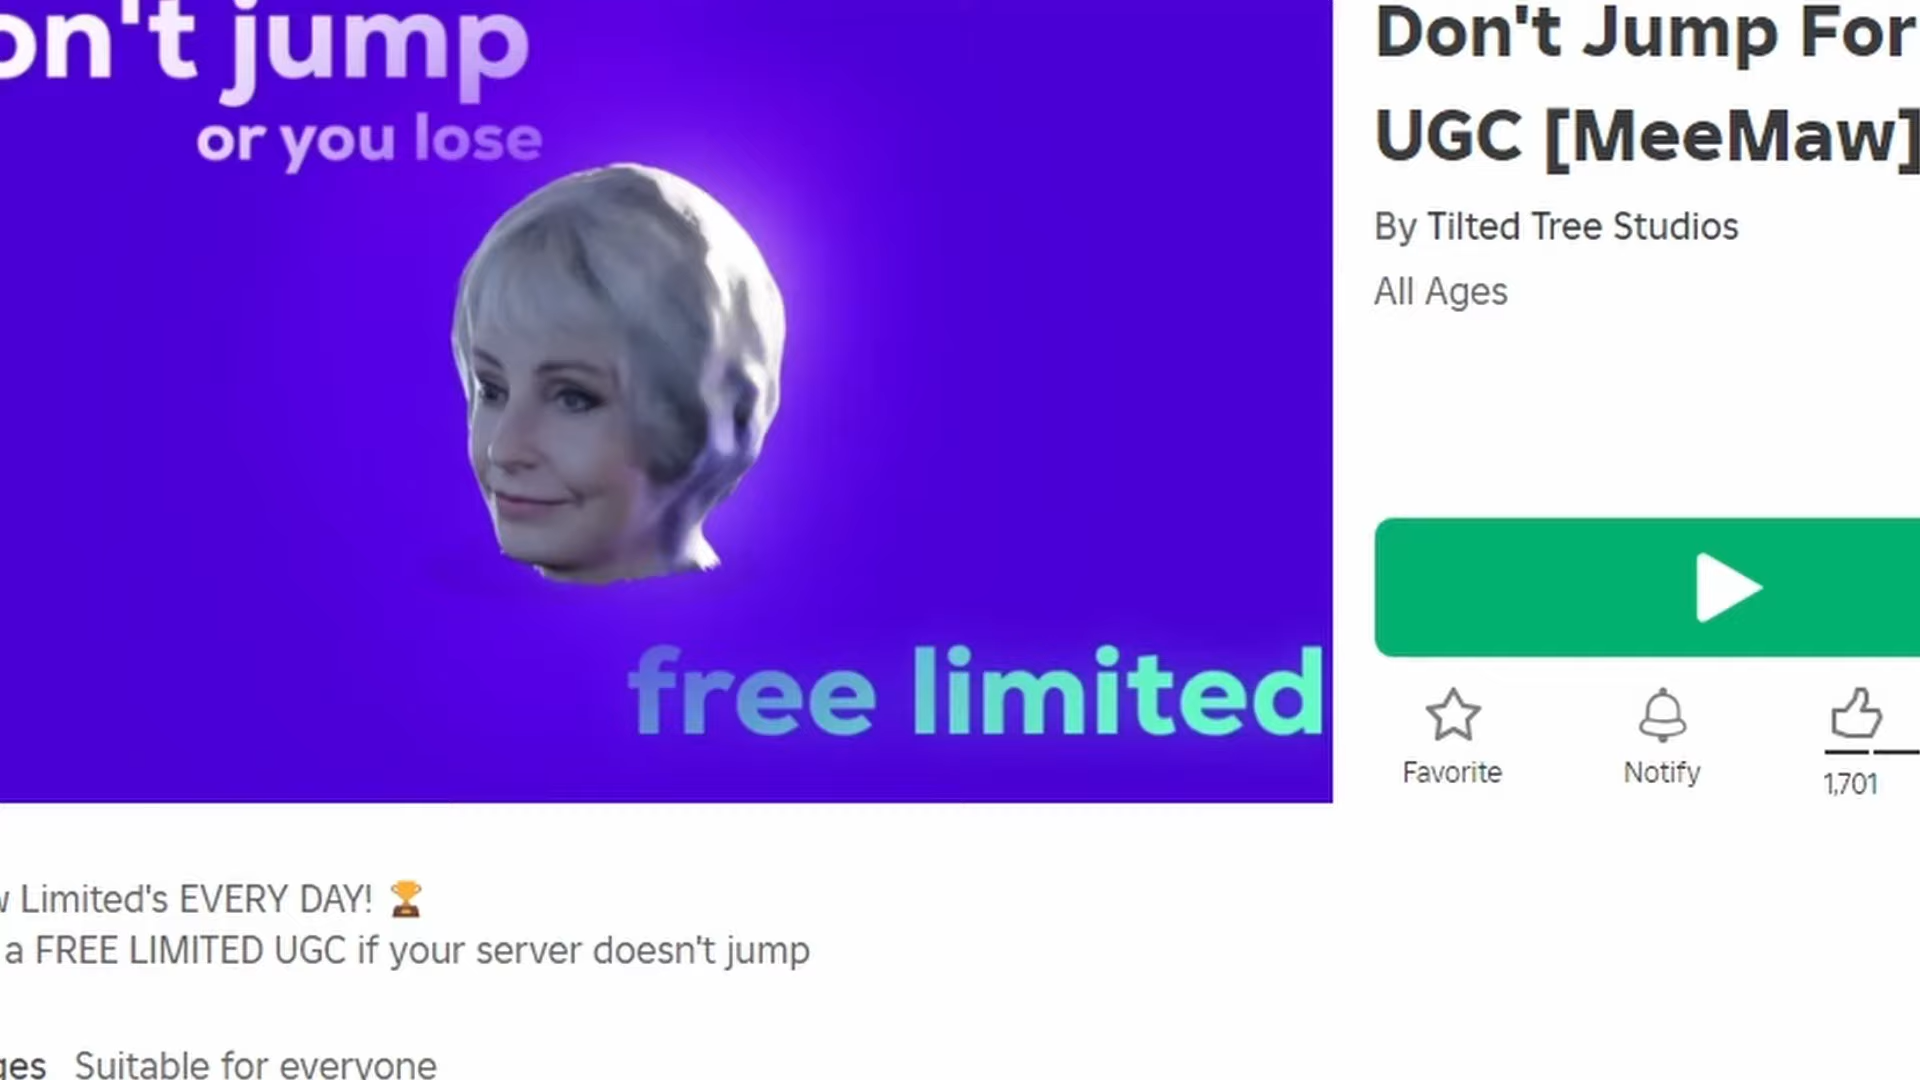 on't jump
or you lose
free limited
Don't Jump For
UGC [MeeMaw]
By Tilted Tree Studios
All Ages
Favorite
Notify
1,701
w Limited's EVERY DAY! 🏆
a FREE LIMITED UGC if your server doesn't jump
ges Suitable for everyone